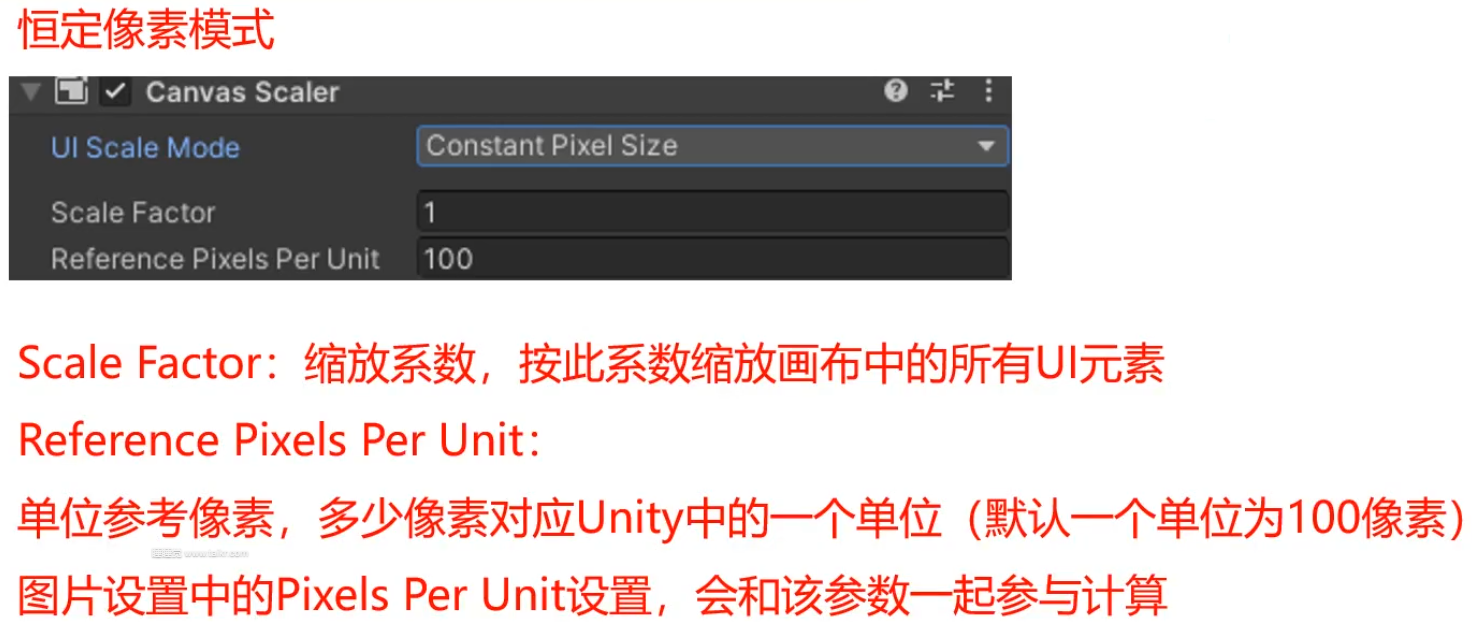 恒定像素模式
Canvas Scaler
UI Scale Mode Constant Pixel Size
Scale Factor 1
Reference Pixels Per Unit 100
Scale Factor：缩放系数，按此系数缩放画布中的所有UI元素
Reference Pixels Per Unit：
单位参考像素，多少像素对应Unity中的一个单位（默认一个单位为100像素）
www.taikr.com
图片设置中的Pixels Per Unit设置，会和该参数一起参与计算